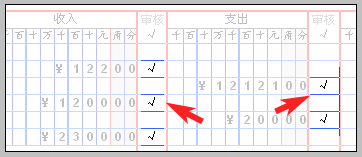 收入 审核 支出 审核
千 百 十 万 千 百 十 元 角 分 √ 千 百 十 万 千 百 十 元 角 分 √ 千
¥ 1 2 2 0 0 √
¥ 1 2 1 2 1 0 0 √
¥ 1 2 0 0 0 0 √
¥ 2 0 0 0 0 √
¥ 2 3 0 0 0 0 √